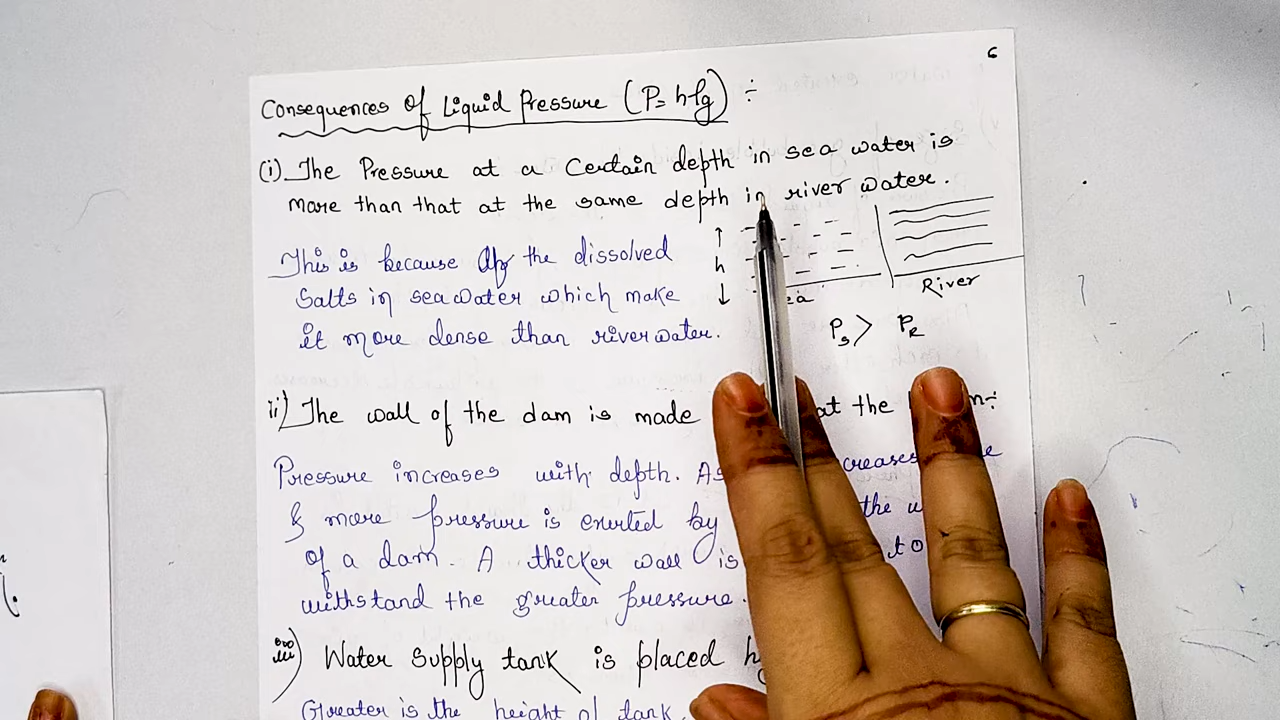 6
Consequences Of Liquid Pressure (P= hρg) ÷
(i) The Pressure at a Certain depth in sea water is
more than that at the same depth in river water.
This is because of the dissolved
Salts in sea water which make
it more dense than river water.
↑
h
↓
River
Ps > PR
ii) The wall of the dam is made at the
Pressure increases with depth. As
& more pressure is exerted by the
of a dam. A thicker wall is to
withstand the greater pressure.
iii) Water Supply tank is placed
Greater is the height of tank.